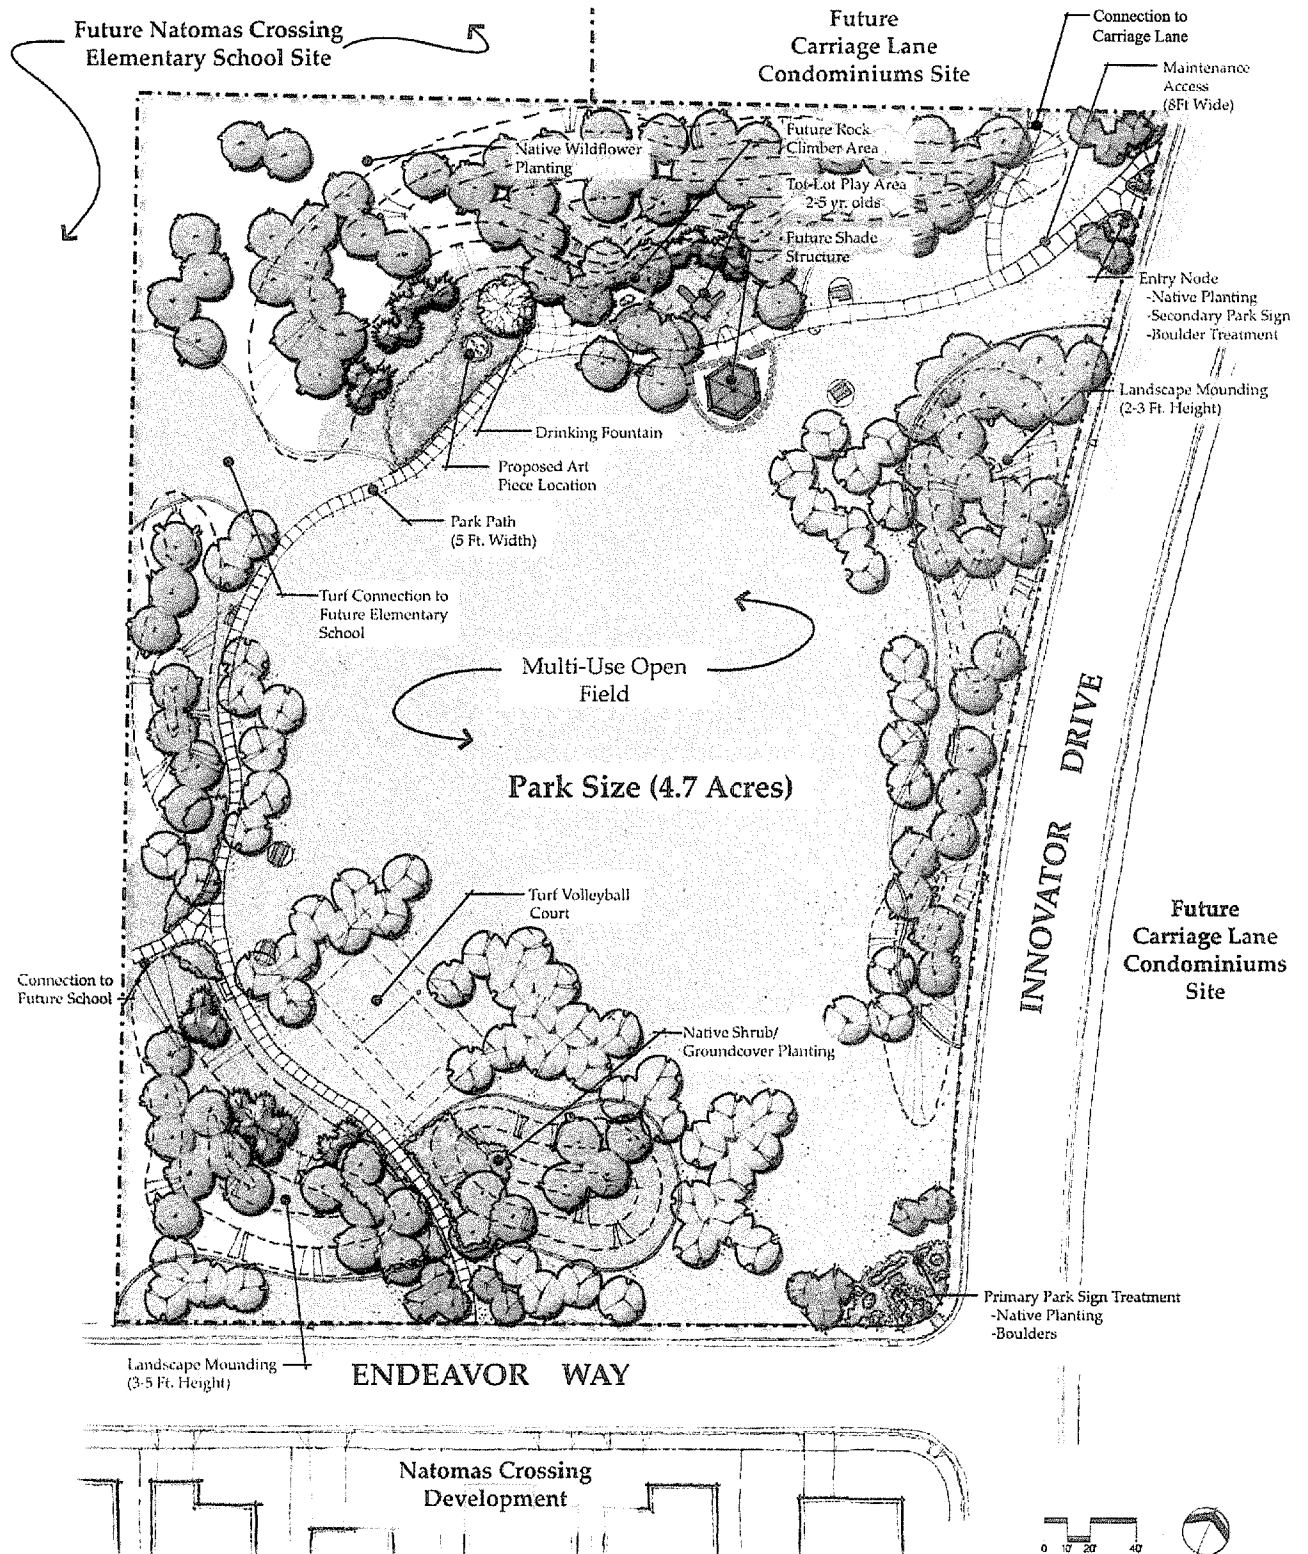 Future Natomas Crossing
Elementary School Site
Future
Carriage Lane
Condominiums Site
Connection to
Carriage Lane
Maintenance
Access
(8Ft Wide)
Native Wildflower
Planting
Future Rock
Climber Area
Tot-Lot Play Area
2-5 yr. olds
Future Shade
Structure
Entry Node
-Native Planting
-Secondary Park Sign
-Boulder Treatment
Landscape Mounding
(2-3 Ft. Height)
Drinking Fountain
Proposed Art
Piece Location
Park Path
(5 Ft. Width)
Turf Connection to
Future Elementary
School
Multi-Use Open
Field
Park Size (4.7 Acres)
INNOVATOR DRIVE
Turf Volleyball
Court
Future
Carriage Lane
Condominiums
Site
Connection to
Future School
Native Shrub/
Groundcover Planting
Primary Park Sign Treatment
-Native Planting
-Boulders
Landscape Mounding
(3-5 Ft. Height)
ENDEAVOR WAY
Natomas Crossing
Development
0 10' 20' 40'